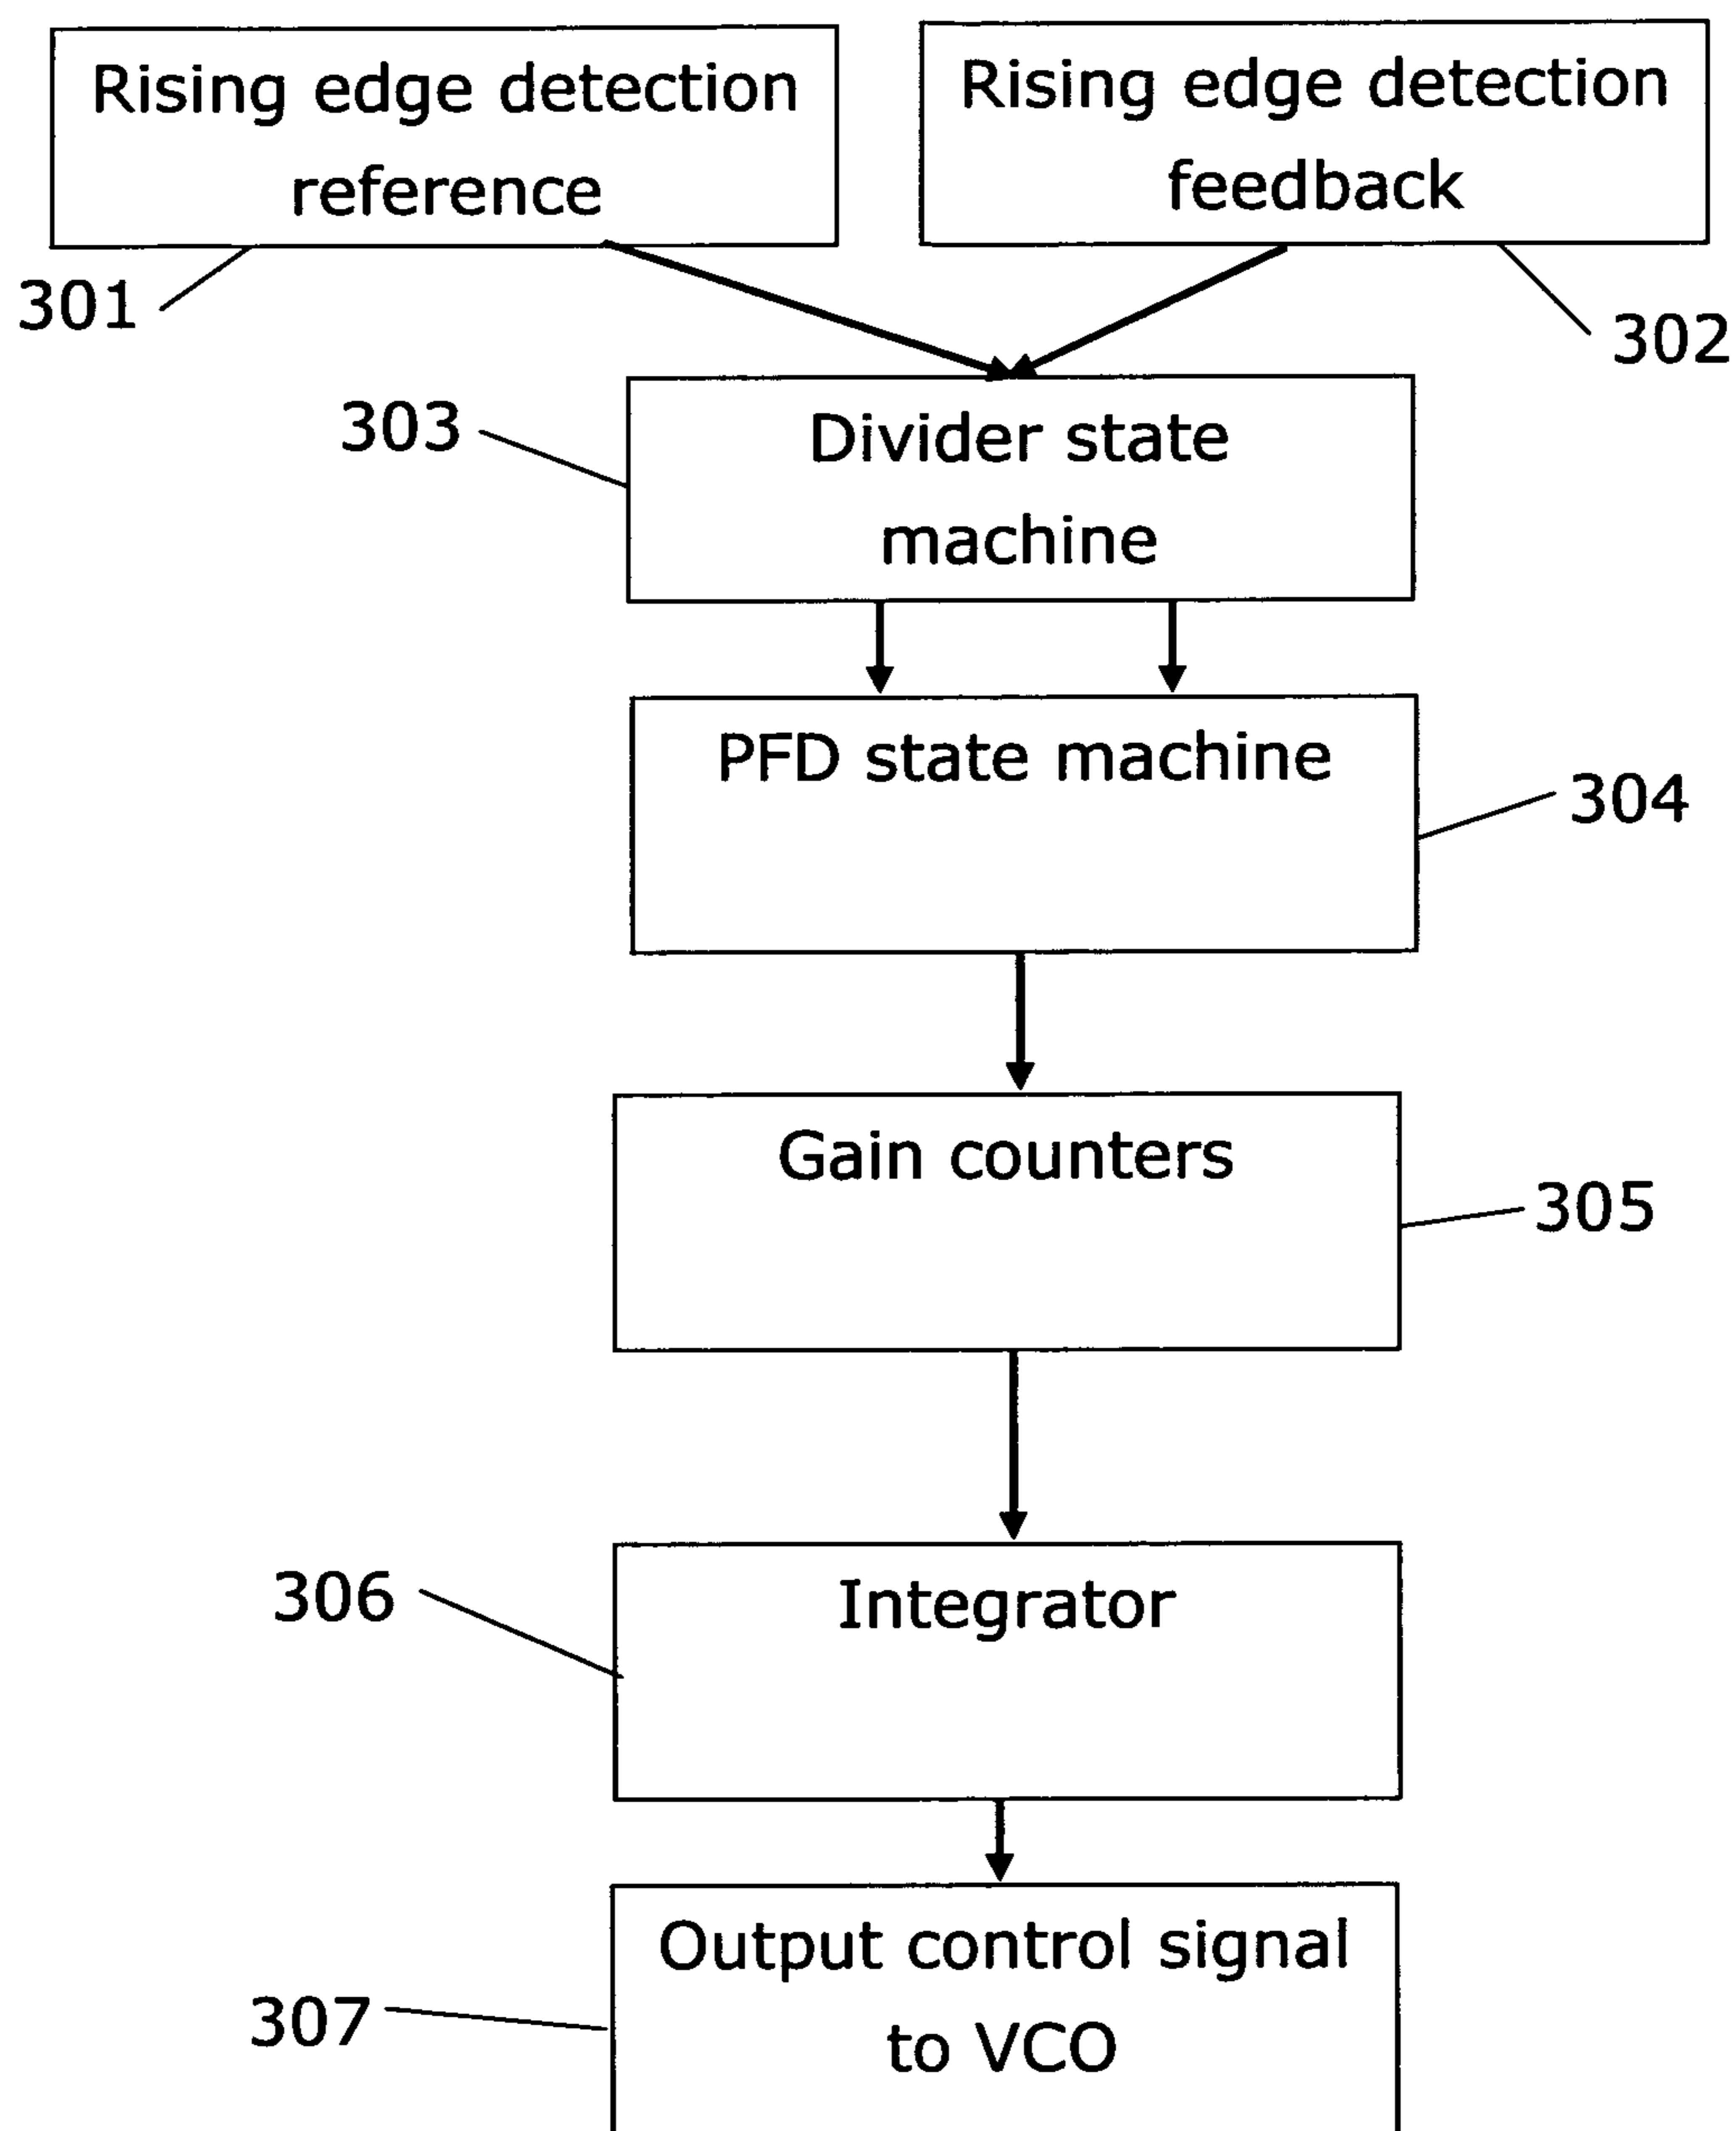 Rising edge detection
reference
Rising edge detection
feedback
301
302
303
Divider state
machine
PFD state machine
304
Gain counters
305
306
Integrator
Output control signal
to VCO
307